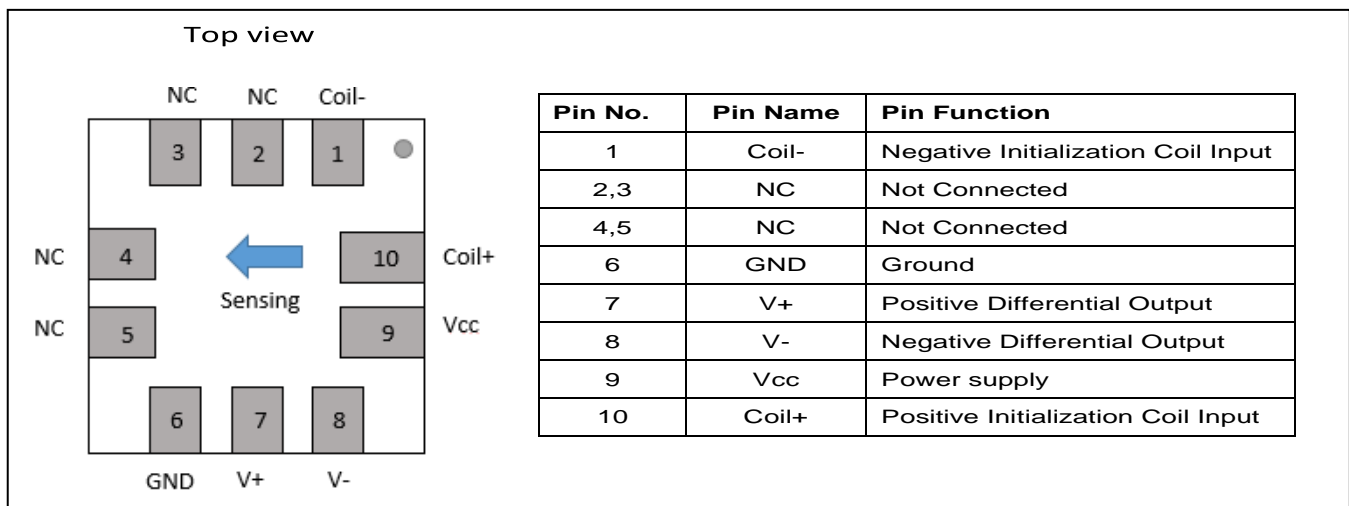 Top view
NC NC Coil-
3 2 1
NC 4 10 Coil+
Sensing
NC 5 9 Vcc
6 7 8
GND V+ V-
Pin No. Pin Name Pin Function
1 Coil- Negative Initialization Coil Input
2,3 NC Not Connected
4,5 NC Not Connected
6 GND Ground
7 V+ Positive Differential Output
8 V- Negative Differential Output
9 Vcc Power supply
10 Coil+ Positive Initialization Coil Input